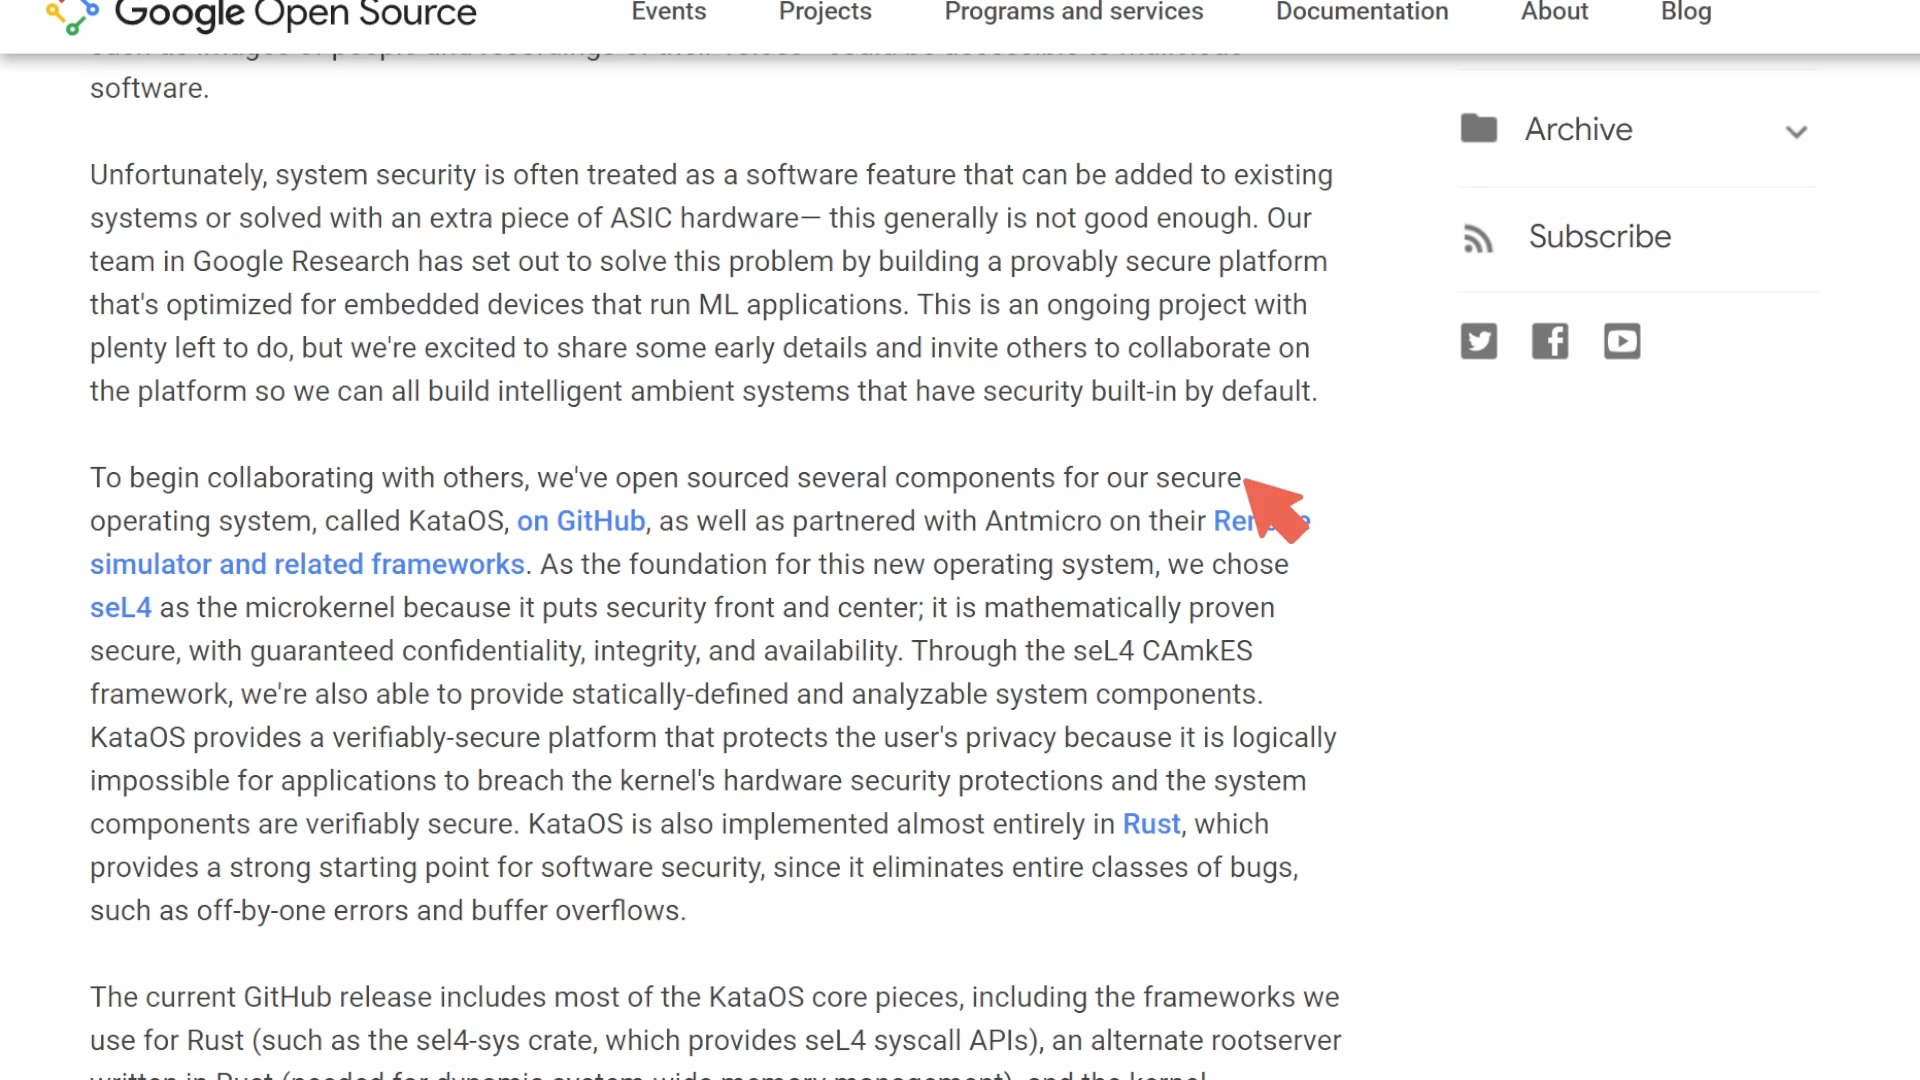 Google Open Source
Events
Projects
Programs and services
Documentation
About
Blog
software.
Unfortunately, system security is often treated as a software feature that can be added to existing
systems or solved with an extra piece of ASIC hardware— this generally is not good enough. Our
team in Google Research has set out to solve this problem by building a provably secure platform
that's optimized for embedded devices that run ML applications. This is an ongoing project with
plenty left to do, but we're excited to share some early details and invite others to collaborate on
the platform so we can all build intelligent ambient systems that have security built-in by default.
To begin collaborating with others, we've open sourced several components for our secure
operating system, called KataOS, on GitHub, as well as partnered with Antmicro on their
simulator and related frameworks. As the foundation for this new operating system, we chose
seL4 as the microkernel because it puts security front and center; it is mathematically proven
secure, with guaranteed confidentiality, integrity, and availability. Through the seL4 CAmkES
framework, we're also able to provide statically-defined and analyzable system components.
KataOS provides a verifiably-secure platform that protects the user's privacy because it is logically
impossible for applications to breach the kernel's hardware security protections and the system
components are verifiably secure. KataOS is also implemented almost entirely in Rust, which
provides a strong starting point for software security, since it eliminates entire classes of bugs,
such as off-by-one errors and buffer overflows.
The current GitHub release includes most of the KataOS core pieces, including the frameworks we
use for Rust (such as the sel4-sys crate, which provides seL4 syscall APIs), an alternate rootserver
Archive
Subscribe